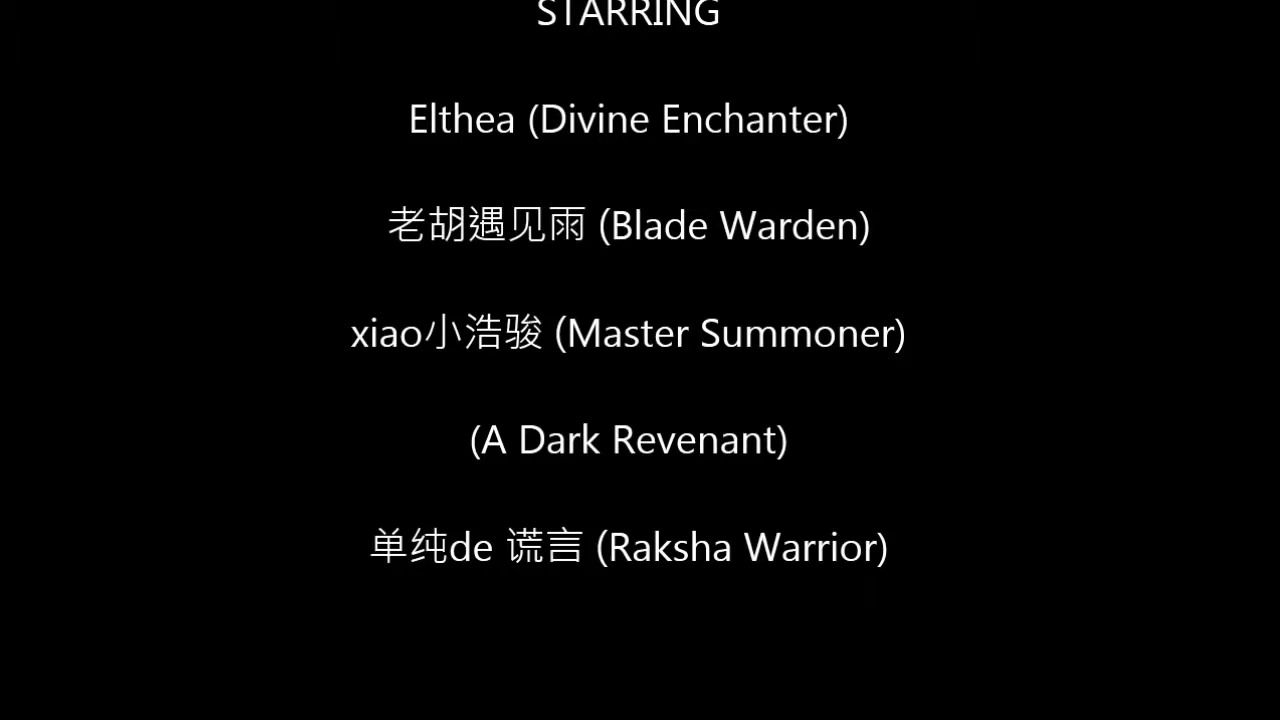 STARRING
Elthea (Divine Enchanter)
老胡遇见雨 (Blade Warden)
xiao小浩骏 (Master Summoner)
(A Dark Revenant)
单纯de 谎言 (Raksha Warrior)